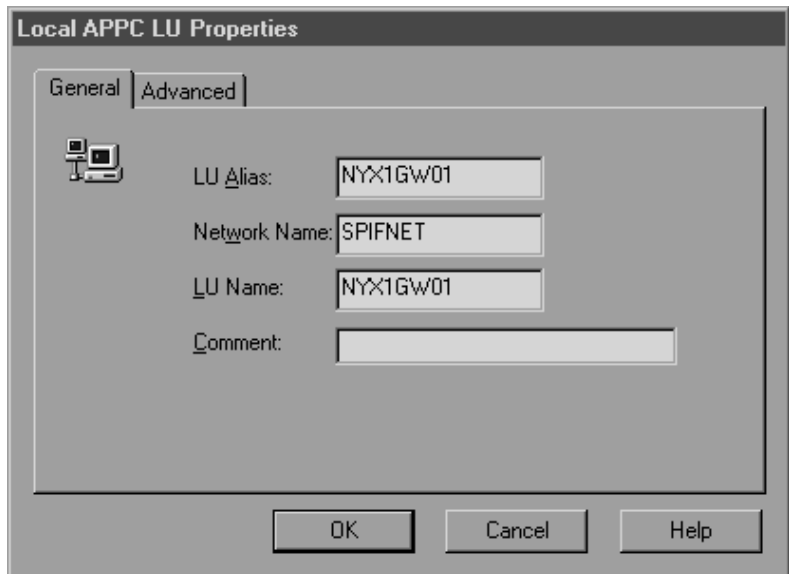 Local APPC LU Properties
General
Advanced
LU Alias: NYX1GW01
Network Name: SPIFNET
LU Name: NYX1GW01
Comment:
OK
Cancel
Help